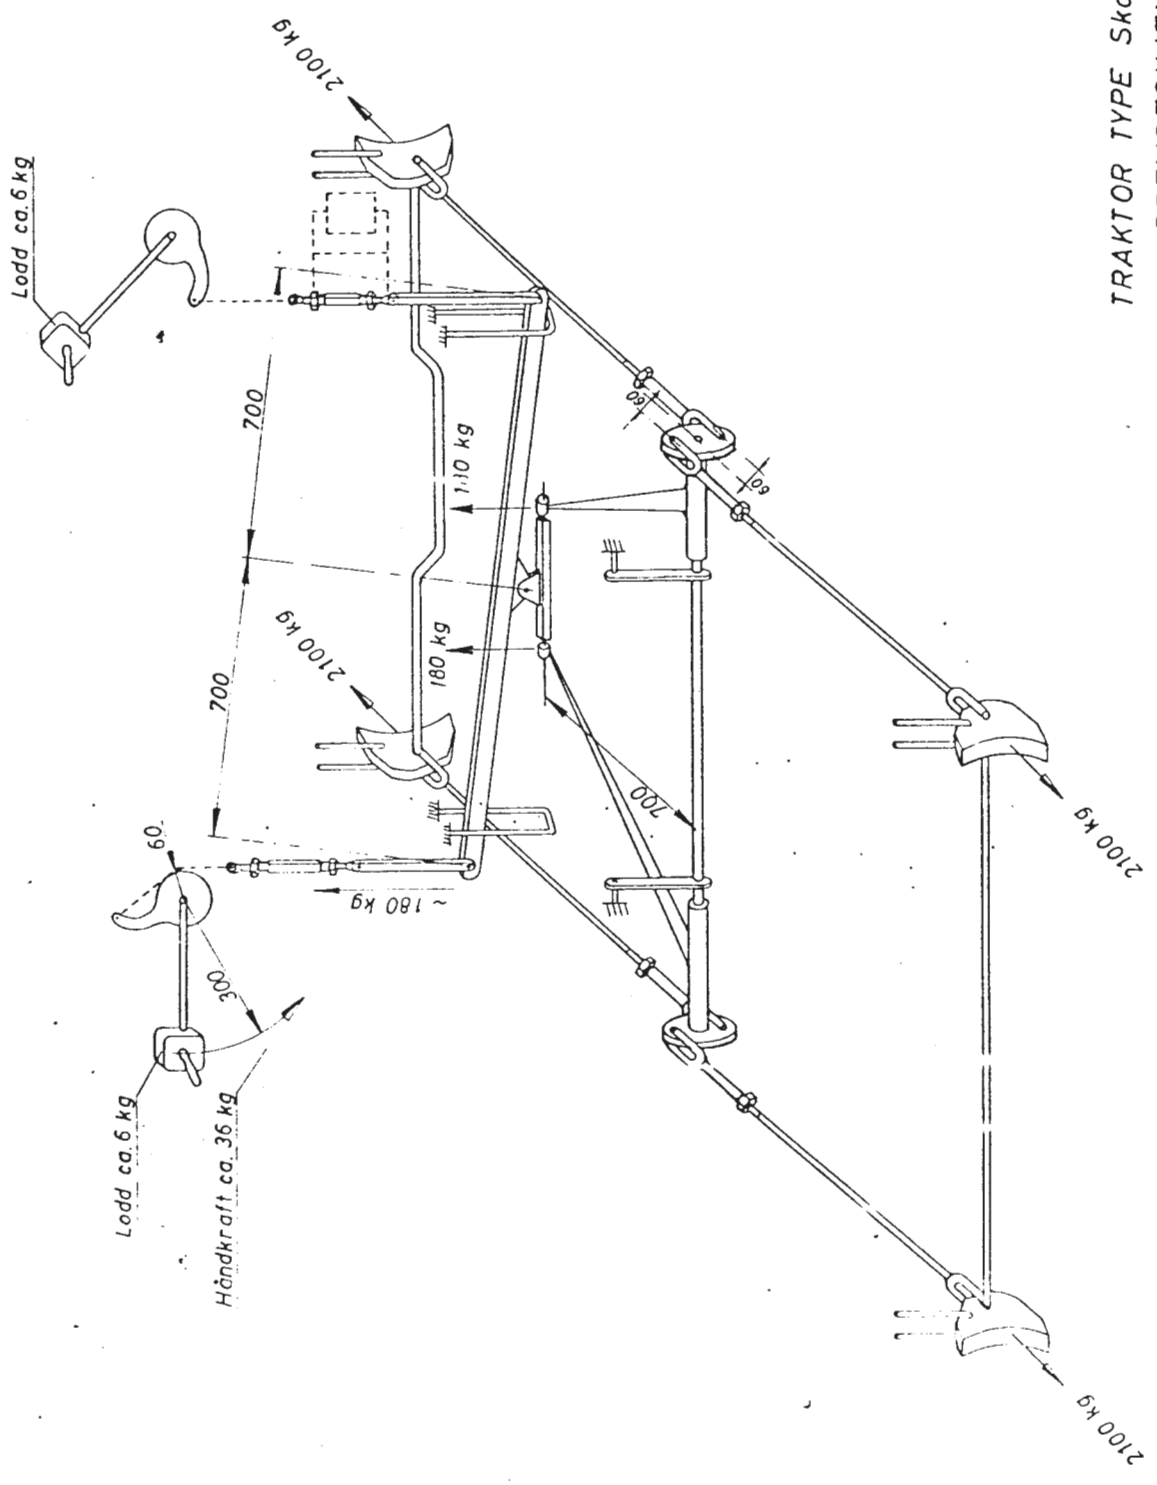 Lodd ca. 6 kg
Lodd ca. 6 kg
60
Håndkraft ca. 36 kg
300
700
700
2100 kg
2100 kg
~ 180 kg
180 kg
180 kg
60
700
60
2100 kg
2100 kg
TRAKTOR TYPE